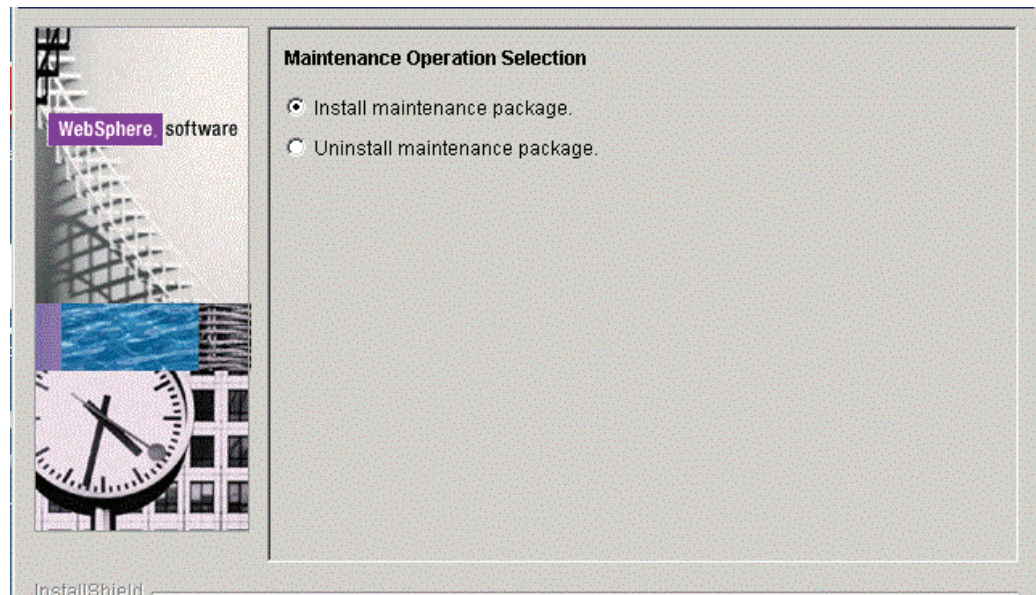 Maintenance Operation Selection
Install maintenance package.
Uninstall maintenance package.
WebSphere. software
InstallShield